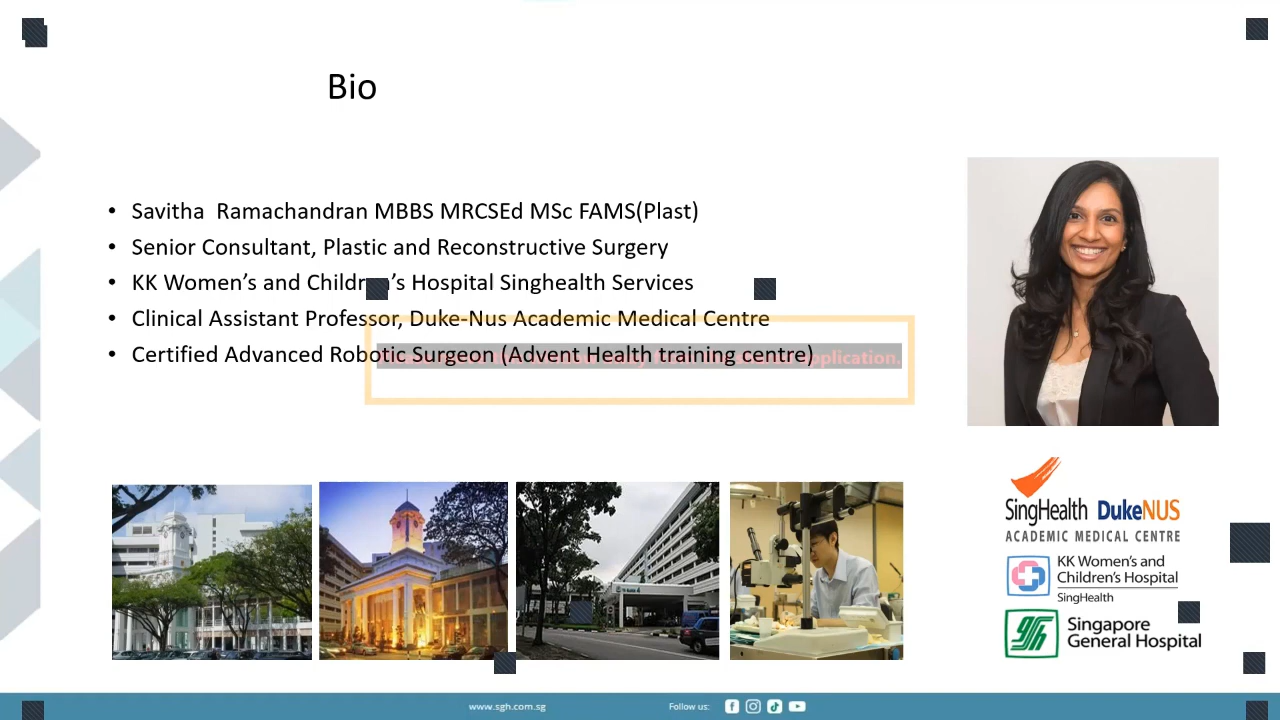 Bio
• Savitha  Ramachandran MBBS MRCSEd MSc FAMS(Plast)
• Senior Consultant, Plastic and Reconstructive Surgery
• KK Women’s and Children’s Hospital Singhealth Services
• Clinical Assistant Professor, Duke-Nus Academic Medical Centre
• Certified Advanced Robotic Surgeon (Advent Health training centre)
application.
SingHealth DukeNUS
ACADEMIC MEDICAL CENTRE
KK Women's and
Children's Hospital
SingHealth
Singapore
General Hospital
www.sgh.com.sg
Follow us: